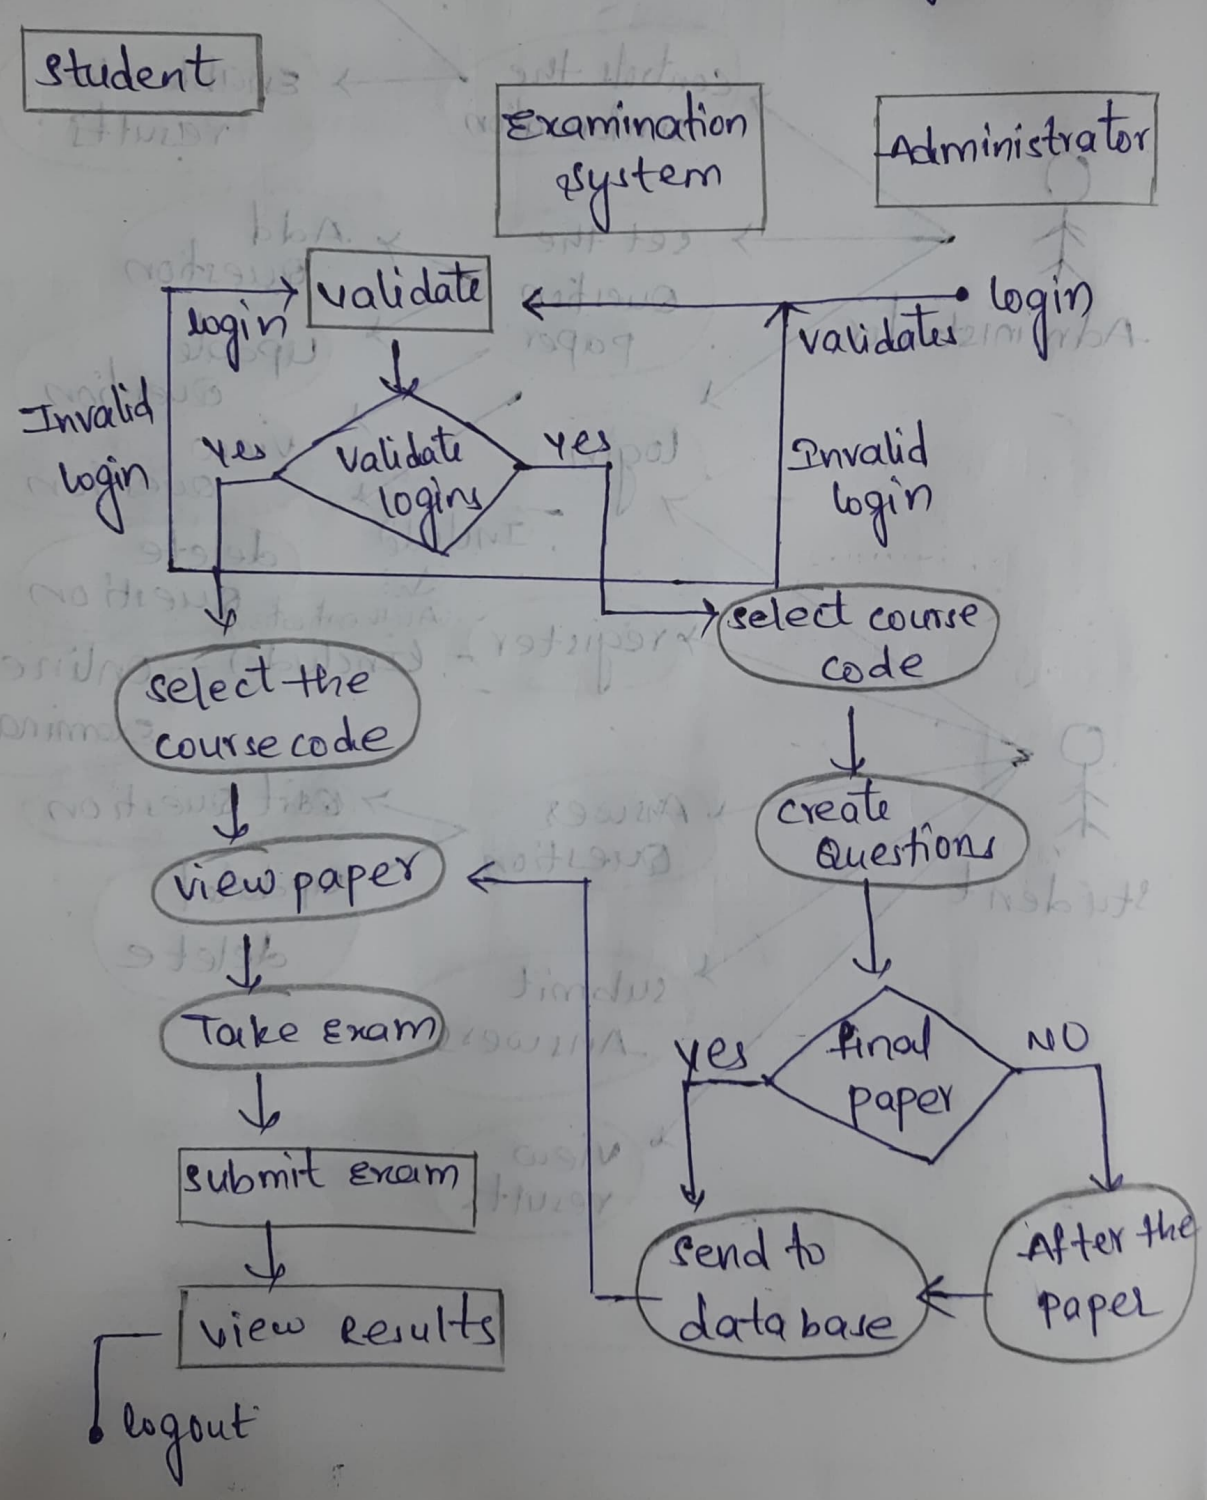 Student
Examination
system
Administrator
validate
login
login
validates
Invalid
login
yes
validate
logins
yes
Invalid
login
select course
code
select the
course code
create
Questions
view paper
Take Exam
final
paper
yes
NO
submit Exam
send to
database
After the
paper
view Results
logout